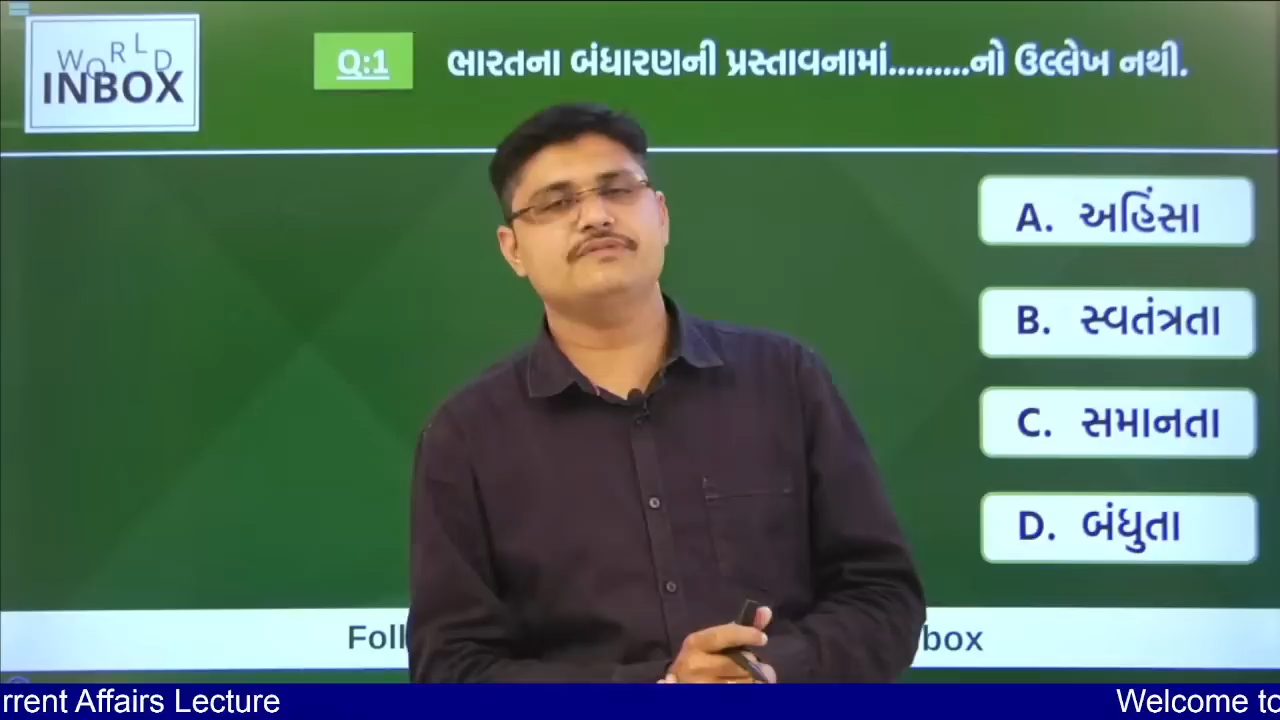 WORLD
INBOX
Q:1
ભારતના બંધારણની પ્રસ્તાવનામાં.........નો ઉલ્લેખ નથી.
A. અહિંસા
B. સ્વતંત્રતા
C. સમાનતા
D. બંધુતા
Foll
box
rrent Affairs Lecture
Welcome to